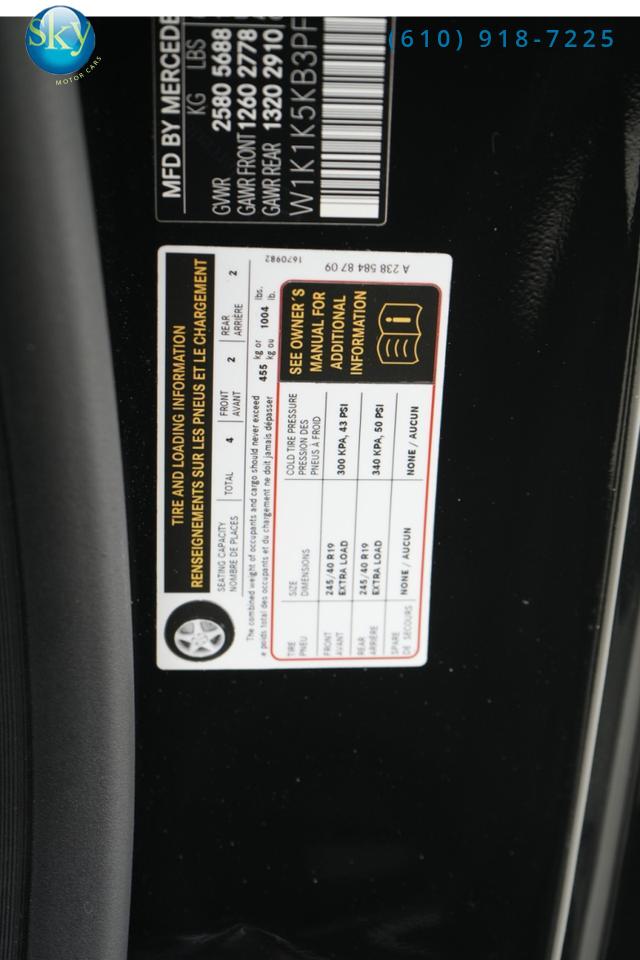 Sky
MOTOR CARS
(610) 918-7225
MFD BY MERCEDE
KG LBS
GVWR 2580 5688
GAWR FRONT 1260 2778
GAWR REAR 1320 2910
W1K1K5KB3PF
TIRE AND LOADING INFORMATION
RENSEIGNEMENTS SUR LES PNEUS ET LE CHARGEMENT
SEATING CAPACITY
NOMBRE DE PLACES
TOTAL 4
FRONT
AVANT
2
REAR
ARRIÈRE
2
The combined weight of occupants and cargo should never exceed
e poids total des occupants et du chargement ne doit jamais dépasser
455 kg or
kg ou
1004 lbs.
lb.
TIRE
PNEU
SIZE
DIMENSIONS
COLD TIRE PRESSURE
PRESSION DES
PNEUS À FROID
FRONT
AVANT
245/40 R19
EXTRA LOAD
300 KPA, 43 PSI
REAR
ARRIÈRE
245/40 R19
EXTRA LOAD
340 KPA, 50 PSI
SPARE
DE SECOURS
NONE / AUCUN
NONE / AUCUN
SEE OWNER'S
MANUAL FOR
ADDITIONAL
INFORMATION
1670982
A 238 584 87 09